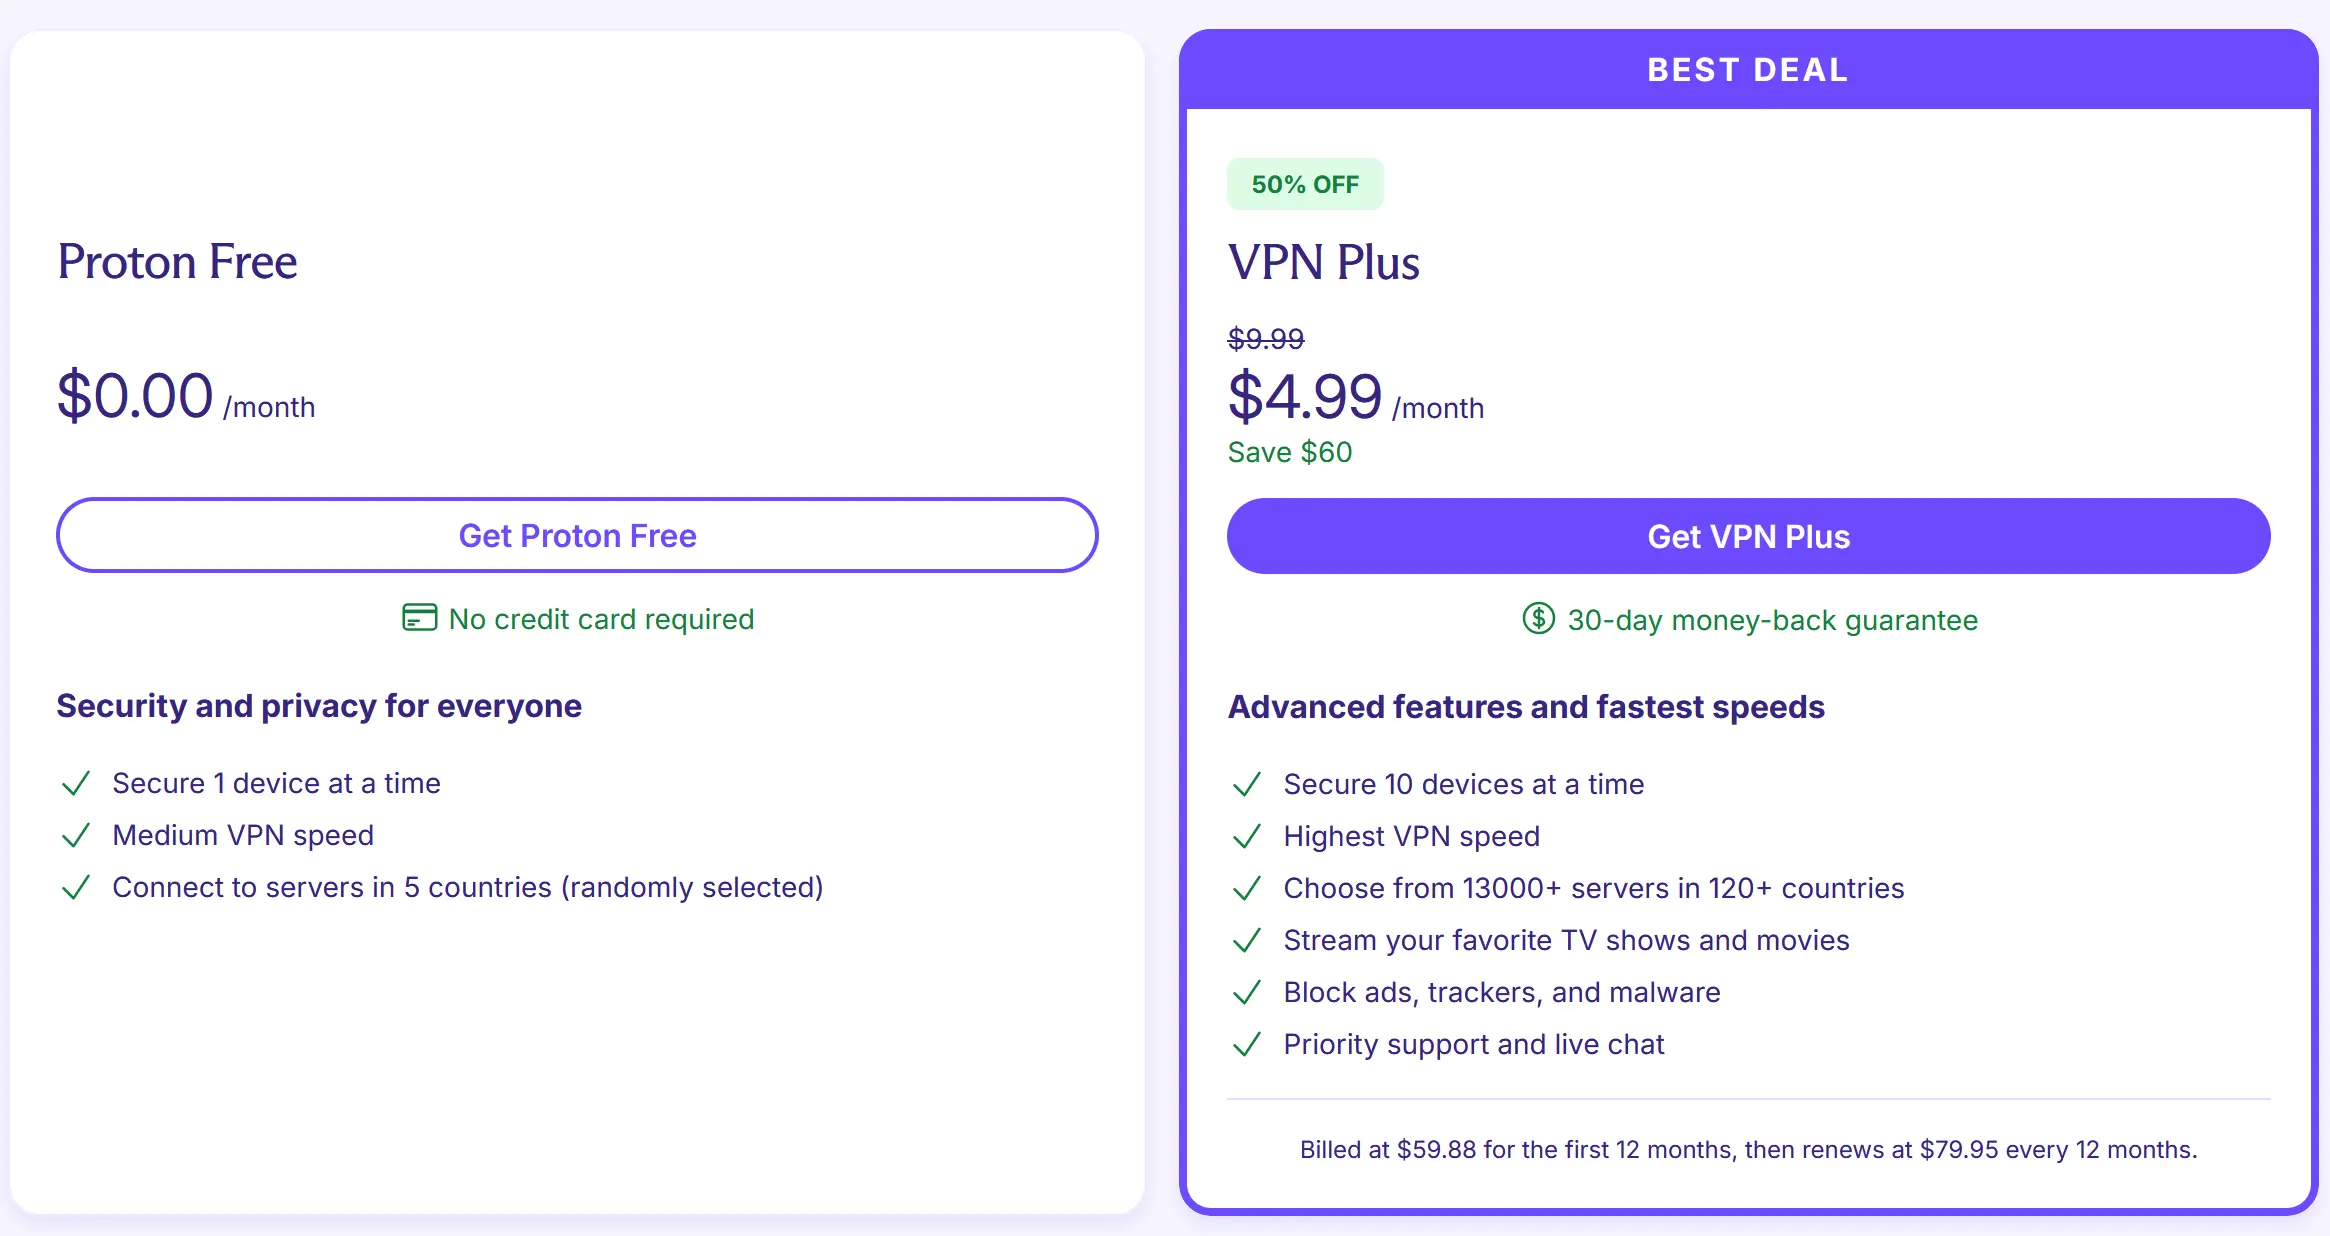 Proton Free
$0.00 /month
Get Proton Free
No credit card required
Security and privacy for everyone
Secure 1 device at a time
Medium VPN speed
Connect to servers in 5 countries (randomly selected)
BEST DEAL
50% OFF
VPN Plus
$9.99
$4.99 /month
Save $60
Get VPN Plus
30-day money-back guarantee
Advanced features and fastest speeds
Secure 10 devices at a time
Highest VPN speed
Choose from 13000+ servers in 120+ countries
Stream your favorite TV shows and movies
Block ads, trackers, and malware
Priority support and live chat
Billed at $59.88 for the first 12 months, then renews at $79.95 every 12 months.